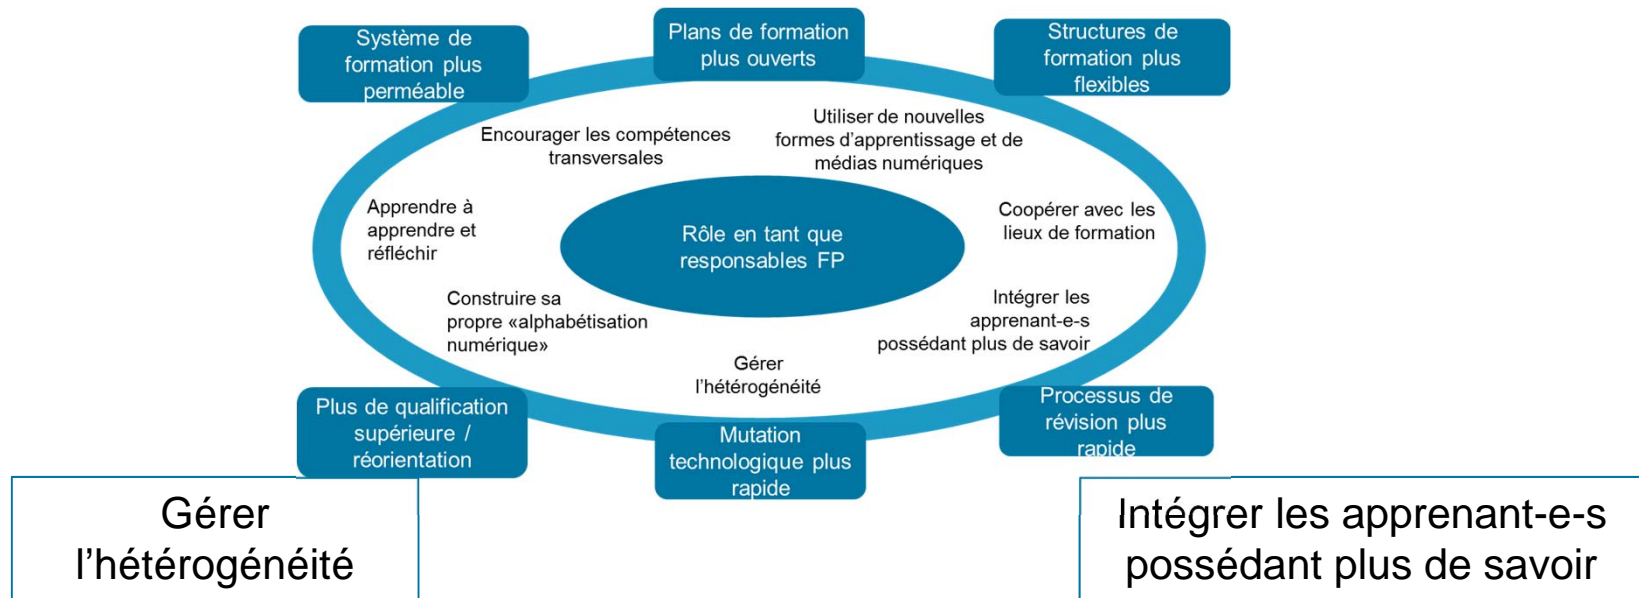 Système de
formation plus
perméable
Plans de formation
plus ouverts
Structures de
formation plus
flexibles
Encourager les compétences
transversales
Utiliser de nouvelles
formes d’apprentissage et de
médias numériques
Apprendre à
apprendre et
réfléchir
Rôle en tant que
responsables FP
Coopérer avec les
lieux de formation
Construire sa
propre «alphabétisation
numérique»
Gérer
l’hétérogénéité
Intégrer les
apprenant-e-s
possédant plus de savoir
Plus de qualification
supérieure /
réorientation
Mutation
technologique plus
rapide
Processus de
révision plus
rapide
Gérer
l’hétérogénéité
Intégrer les apprenant-e-s
possédant plus de savoir